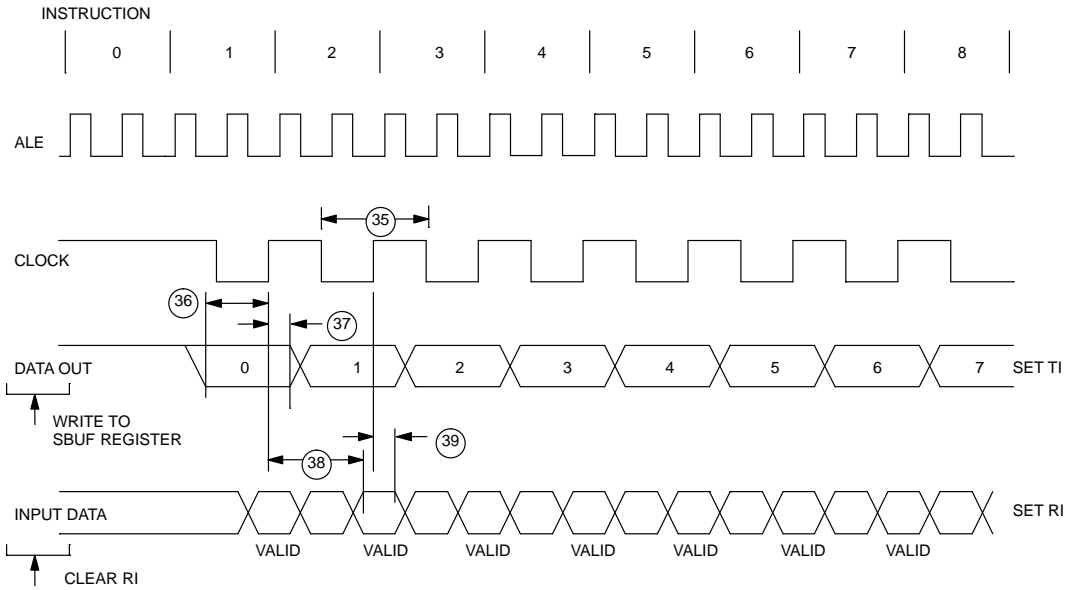 INSTRUCTION
0 1 2 3 4 5 6 7 8
ALE
35
CLOCK
36
37
DATA OUT 0 1 2 3 4 5 6 7 SET TI
WRITE TO
SBUF REGISTER
39
38
INPUT DATA SET RI
VALID VALID VALID VALID VALID VALID VALID
CLEAR RI